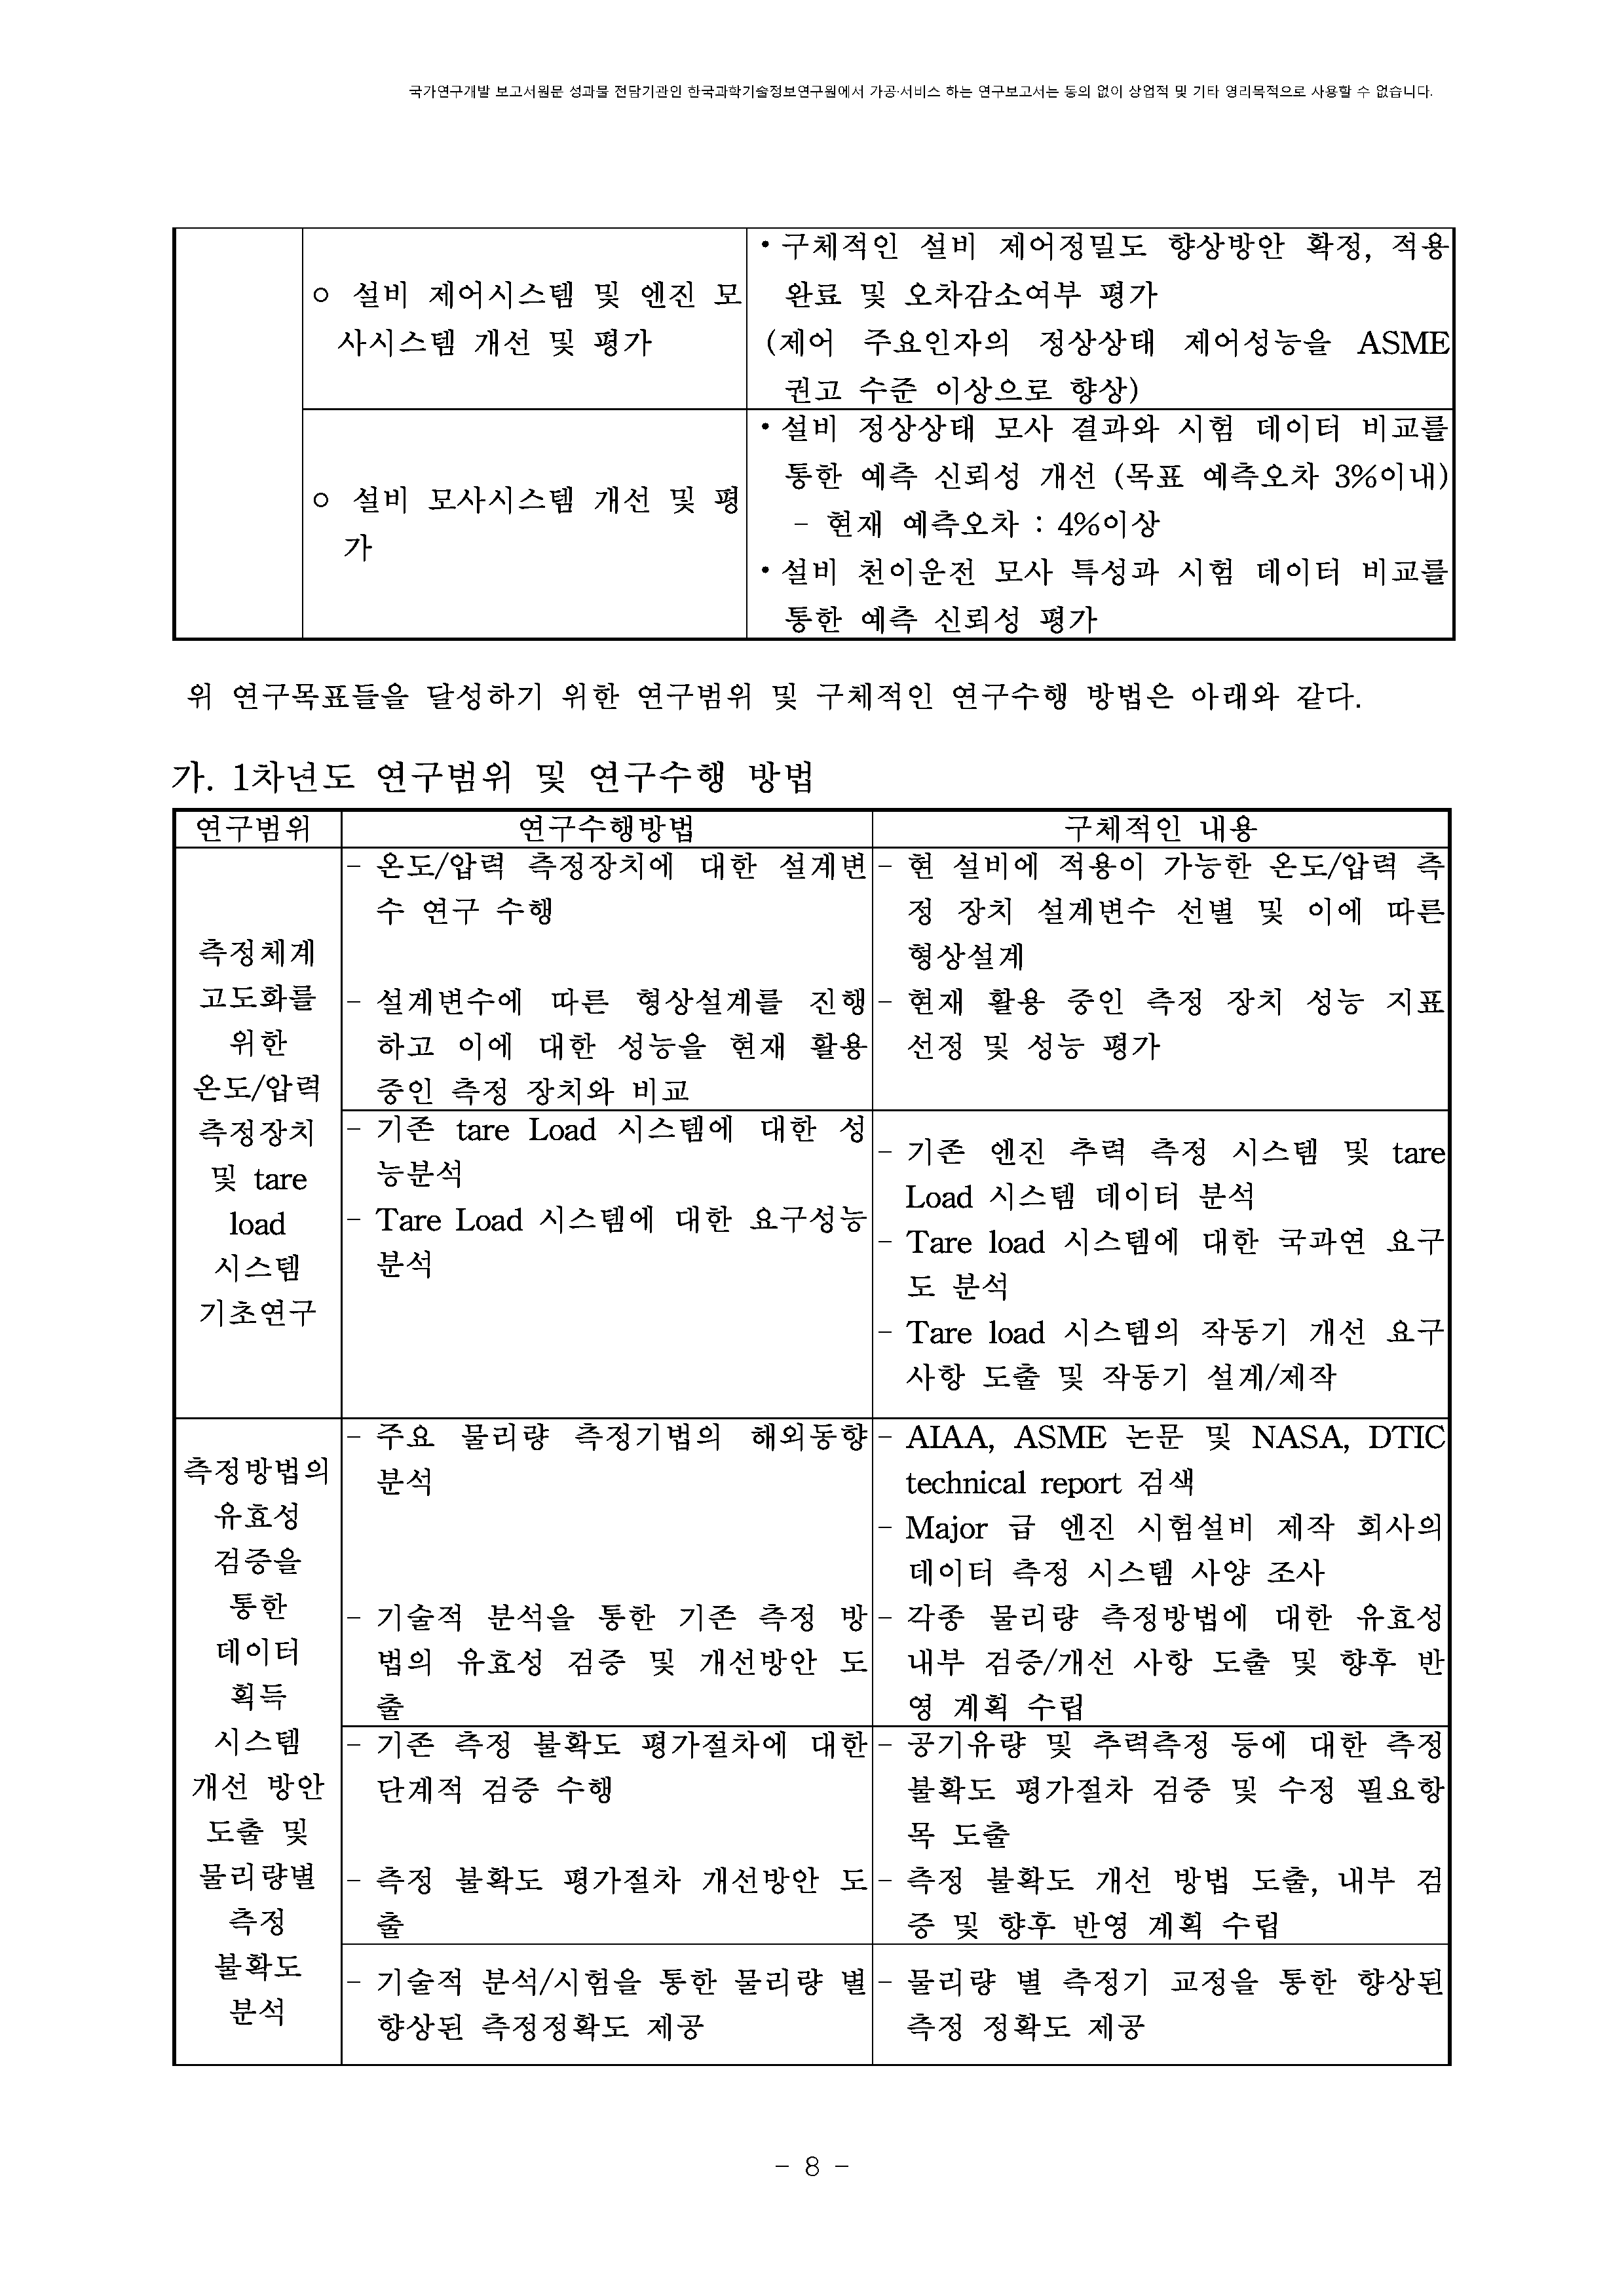 국가연구개발 보고서원문 성과물 전담기관인 한국과학기술정보연구원에서 가공·서비스 하는 연구보고서는 동의 없이 상업적 및 기타 영리목적으로 사용할 수 없습니다.
ㅇ 설비 제어시스템 및 엔진 모
사시스템 개선 및 평가
•구체적인 설비 제어정밀도 향상방안 확정, 적용
완료 및 오차감소여부 평가
(제어 주요인자의 정상상태 제어성능을 ASME
권고 수준 이상으로 향상)
ㅇ 설비 모사시스템 개선 및 평
가
•설비 정상상태 모사 결과와 시험 데이터 비교를
통한 예측 신뢰성 개선 (목표 예측오차 3%이내)
- 현재 예측오차 : 4%이상
•설비 천이운전 모사 특성과 시험 데이터 비교를
통한 예측 신뢰성 평가
위 연구목표들을 달성하기 위한 연구범위 및 구체적인 연구수행 방법은 아래와 같다.
가. 1차년도 연구범위 및 연구수행 방법
연구범위 연구수행방법 구체적인 내용
측정체계
고도화를
위한
온도/압력
측정장치
및 tare
load
시스템
기초연구
- 온도/압력 측정장치에 대한 설계변
수 연구 수행
- 설계변수에 따른 형상설계를 진행
하고 이에 대한 성능을 현재 활용
중인 측정 장치와 비교
- 현 설비에 적용이 가능한 온도/압력 측
정 장치 설계변수 선별 및 이에 따른
형상설계
- 현재 활용 중인 측정 장치 성능 지표
선정 및 성능 평가
- 기존 tare Load 시스템에 대한 성
능분석
- Tare Load 시스템에 대한 요구성능
분석
- 기존 엔진 추력 측정 시스템 및 tare
Load 시스템 데이터 분석
- Tare load 시스템에 대한 국과연 요구
도 분석
- Tare load 시스템의 작동기 개선 요구
사항 도출 및 작동기 설계/제작
측정방법의
유효성
검증을
통한
데이터
획득
시스템
개선 방안
도출 및
물리량별
측정
불확도
분석
- 주요 물리량 측정기법의 해외동향
분석
- 기술적 분석을 통한 기존 측정 방
법의 유효성 검증 및 개선방안 도
출
- AIAA, ASME 논문 및 NASA, DTIC
technical report 검색
- Major 급 엔진 시험설비 제작 회사의
데이터 측정 시스템 사양 조사
- 각종 물리량 측정방법에 대한 유효성
내부 검증/개선 사항 도출 및 향후 반
영 계획 수립
- 기존 측정 불확도 평가절차에 대한
단계적 검증 수행
- 측정 불확도 평가절차 개선방안 도
출
- 공기유량 및 추력측정 등에 대한 측정
불확도 평가절차 검증 및 수정 필요항
목 도출
- 측정 불확도 개선 방법 도출, 내부 검
증 및 향후 반영 계획 수립
- 기술적 분석/시험을 통한 물리량 별
향상된 측정정확도 제공
- 물리량 별 측정기 교정을 통한 향상된
측정 정확도 제공
- 8 -